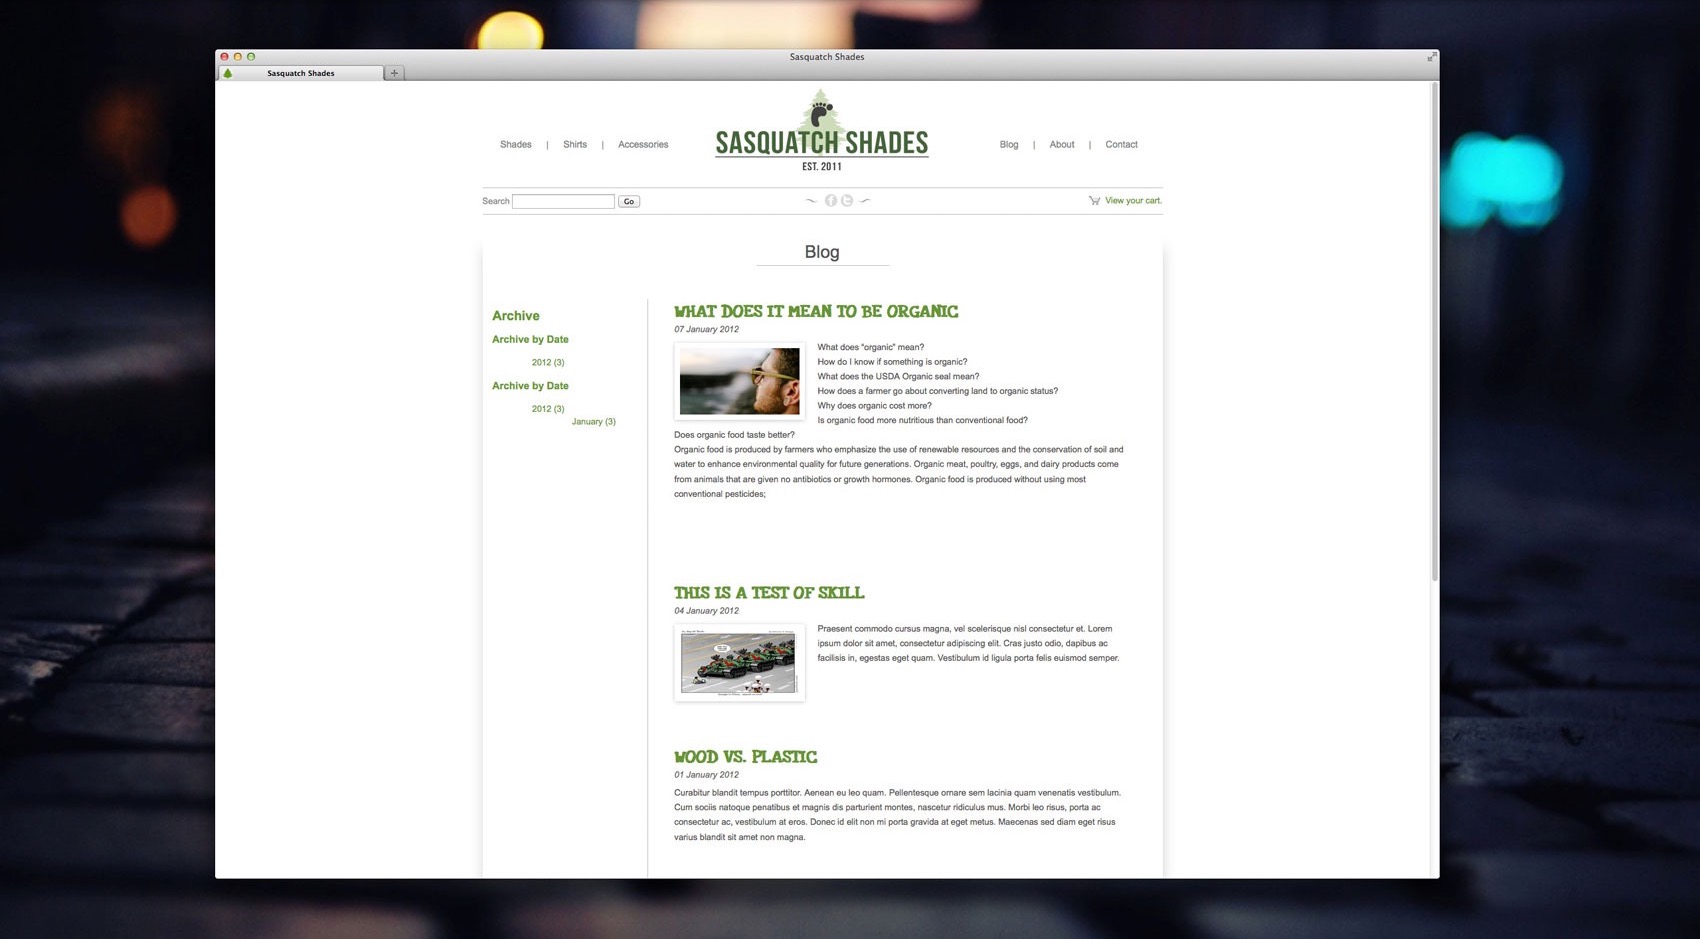 Sasquatch Shades
Sasquatch Shades
Shades | Shirts | Accessories
SASQUATCH SHADES
EST. 2011
Blog | About | Contact
Search
Go
View your cart.
Blog
Archive
Archive by Date
2012 (3)
Archive by Date
2012 (3)
January (3)
WHAT DOES IT MEAN TO BE ORGANIC
07 January 2012
What does "organic" mean?
How do I know if something is organic?
What does the USDA Organic seal mean?
How does a farmer go about converting land to organic status?
Why does organic cost more?
Is organic food more nutritious than conventional food?
Does organic food taste better?
Organic food is produced by farmers who emphasize the use of renewable resources and the conservation of soil and
water to enhance environmental quality for future generations. Organic meat, poultry, eggs, and dairy products come
from animals that are given no antibiotics or growth hormones. Organic food is produced without using most
conventional pesticides;
THIS IS A TEST OF SKILL
04 January 2012
Praesent commodo cursus magna, vel scelerisque nisl consectetur et. Lorem
ipsum dolor sit amet, consectetur adipiscing elit. Cras justo odio, dapibus ac
facilisis in, egestas eget quam. Vestibulum id ligula porta felis euismod semper.
WOOD VS. PLASTIC
01 January 2012
Curabitur blandit tempus porttitor. Aenean eu leo quam. Pellentesque ornare sem lacinia quam venenatis vestibulum.
Cum sociis natoque penatibus et magnis dis parturient montes, nascetur ridiculus mus. Morbi leo risus, porta ac
consectetur ac, vestibulum at eros. Donec id elit non mi porta gravida at eget metus. Maecenas sed diam eget risus
varius blandit sit amet non magna.